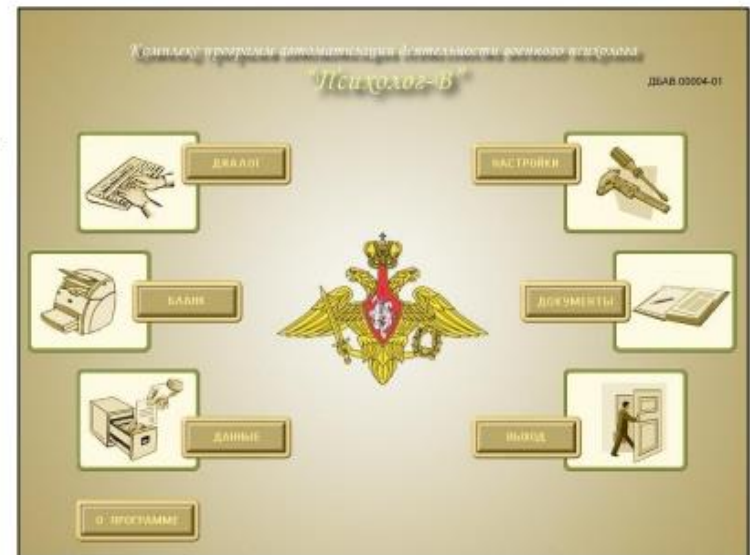 Комплекс программ автоматизации деятельности военного психолога
"Психолог-В"
ДБАВ.00004-01
ДИАЛОГ
НАСТРОЙКИ
БЛАНК
ДОКУМЕНТЫ
ДАННЫЕ
ВЫХОД
О ПРОГРАММЕ